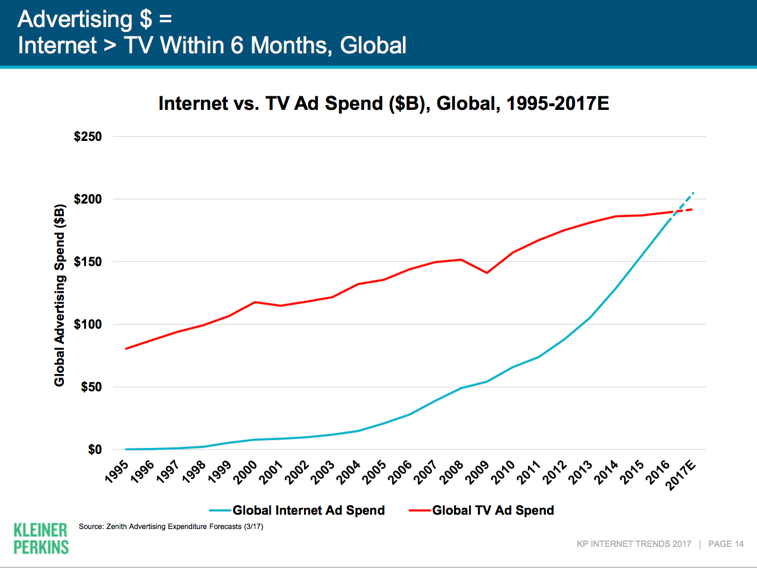 Advertising $ =
Internet > TV Within 6 Months, Global
Internet vs. TV Ad Spend ($B), Global, 1995-2017E
Global Advertising Spend ($B)
$250
$200
$150
$100
$50
$0
1995 1996 1997 1998 1999 2000 2001 2002 2003 2004 2005 2006 2007 2008 2009 2010 2011 2012 2013 2014 2015 2016 2017E
Global Internet Ad Spend Global TV Ad Spend
Source: Zenith Advertising Expenditure Forecasts (3/17)
KLEINER
PERKINS
KP INTERNET TRENDS 2017 | PAGE 14